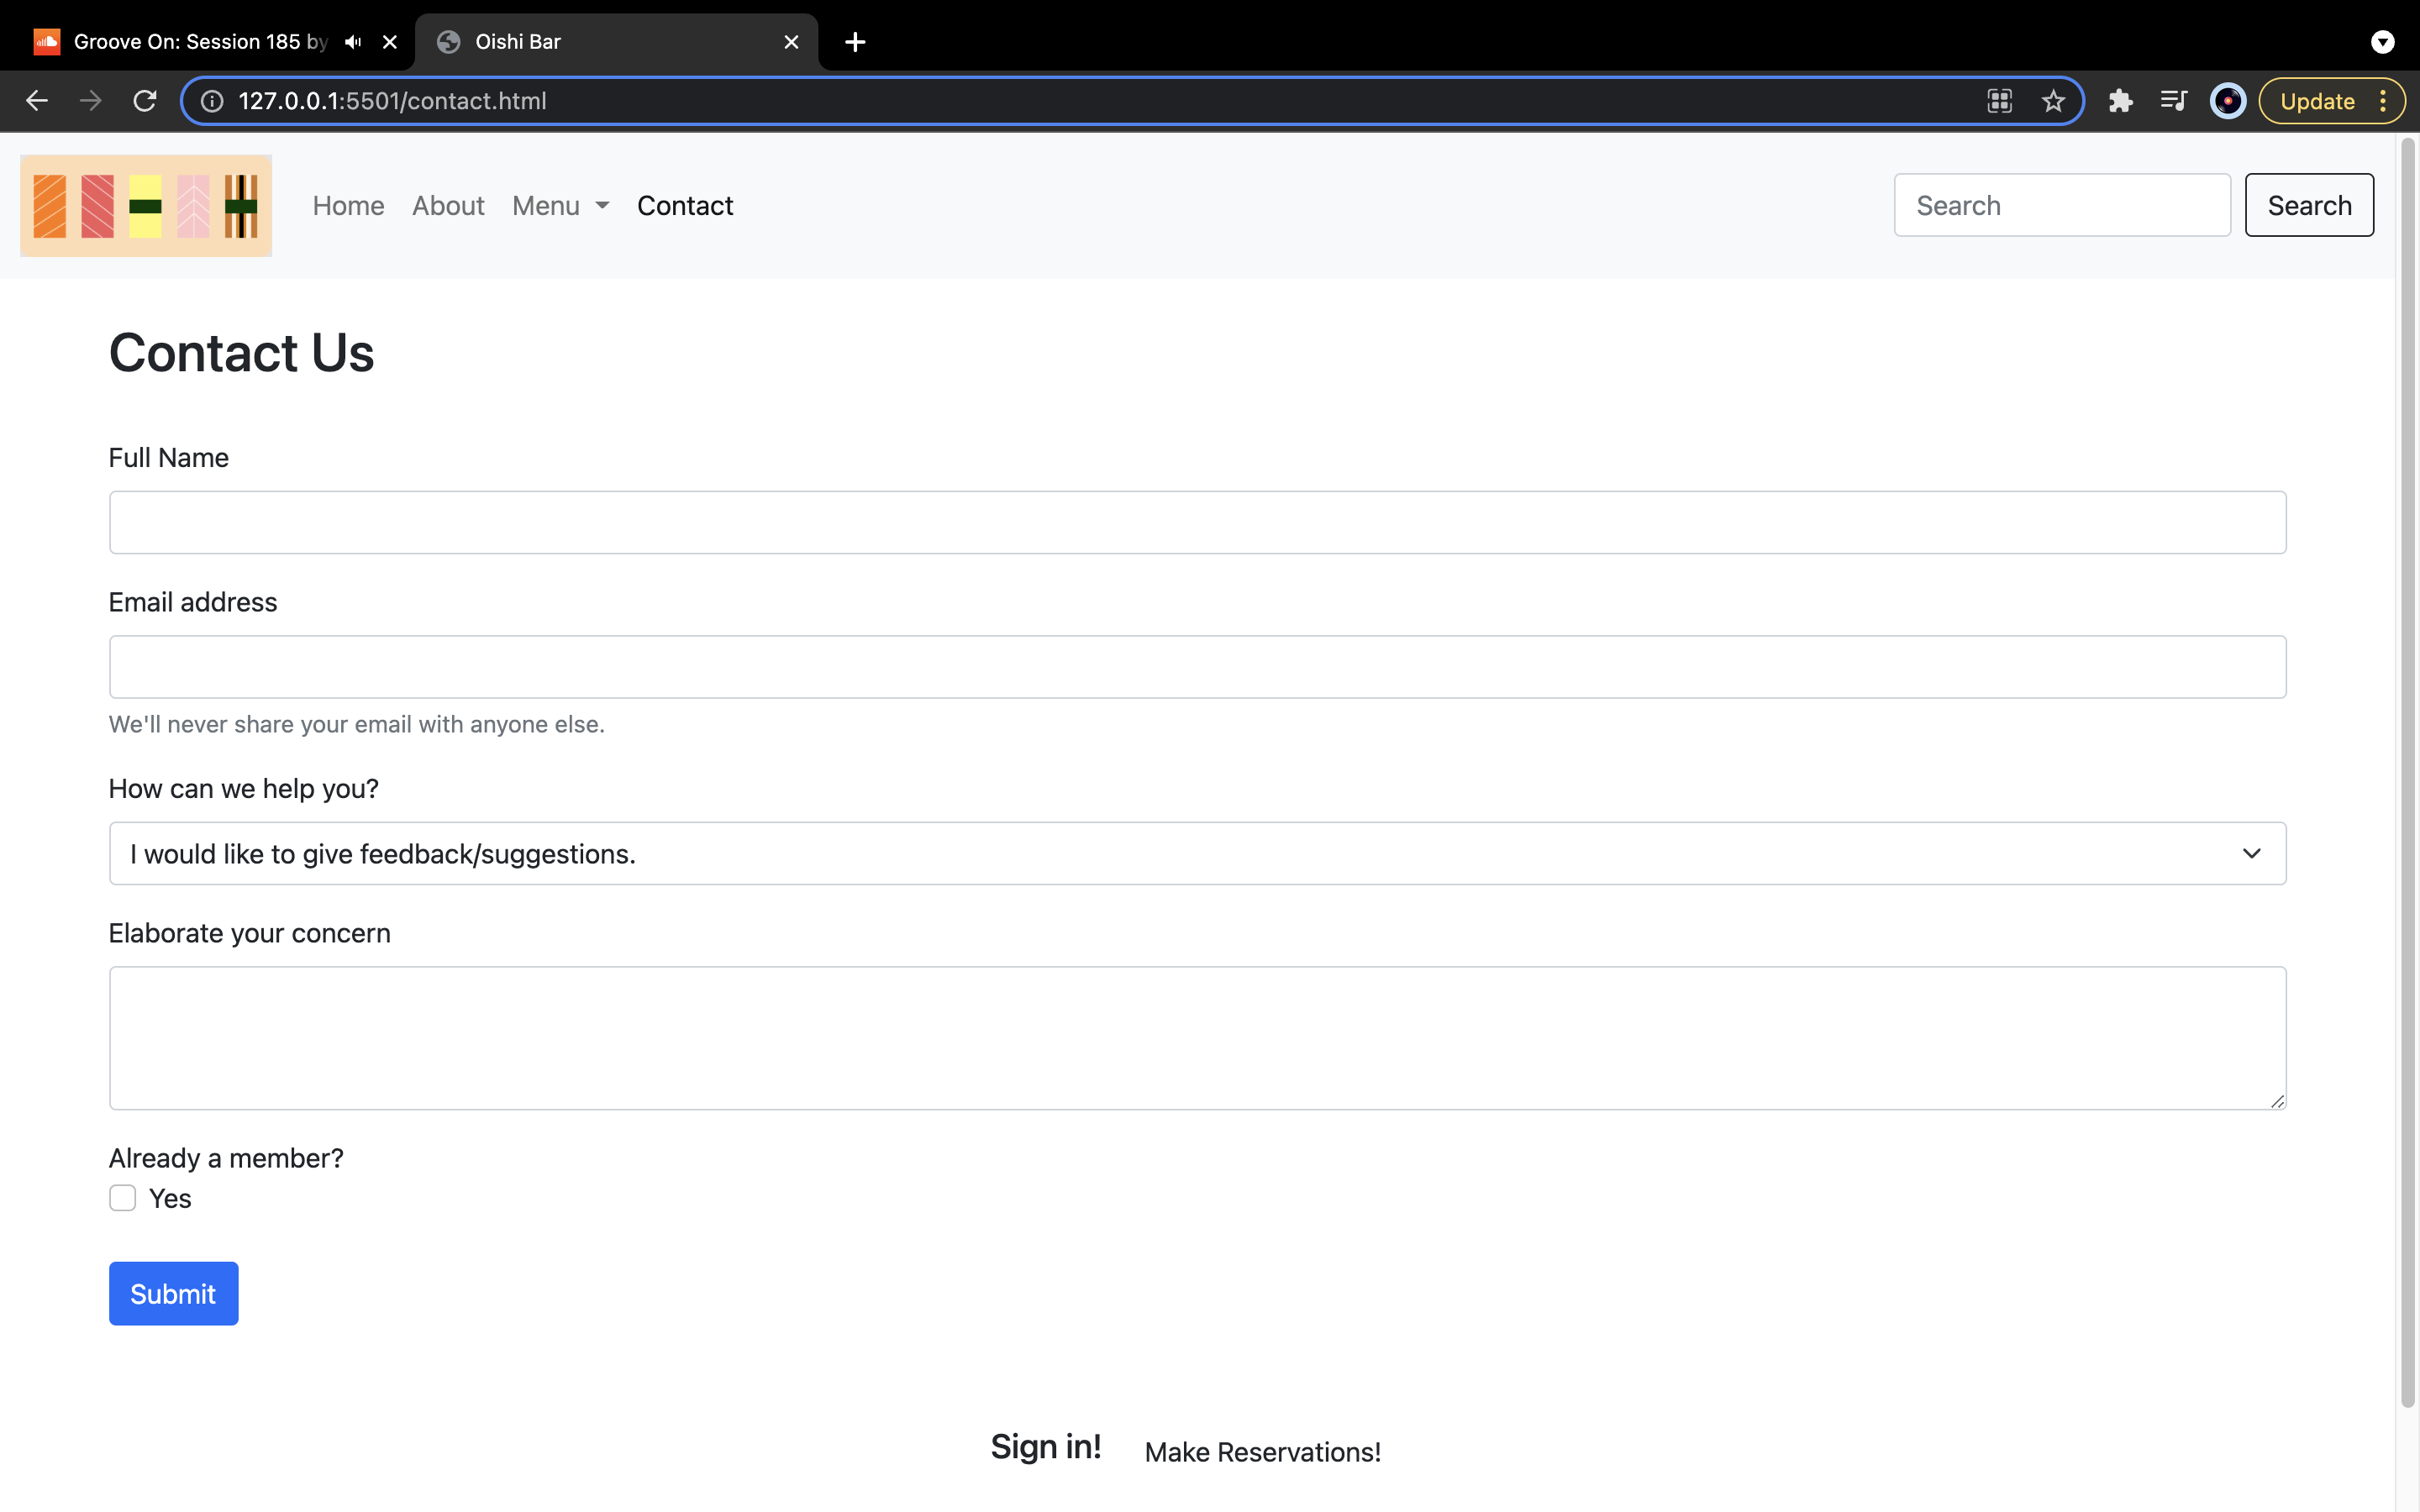 Groove On: Session 185 by
Oishi Bar
127.0.0.1:5501/contact.html
Update
Home About Menu Contact
Search Search
Contact Us
Full Name
Email address
We'll never share your email with anyone else.
How can we help you?
I would like to give feedback/suggestions.
Elaborate your concern
Already a member?
Yes
Submit
Sign in! Make Reservations!